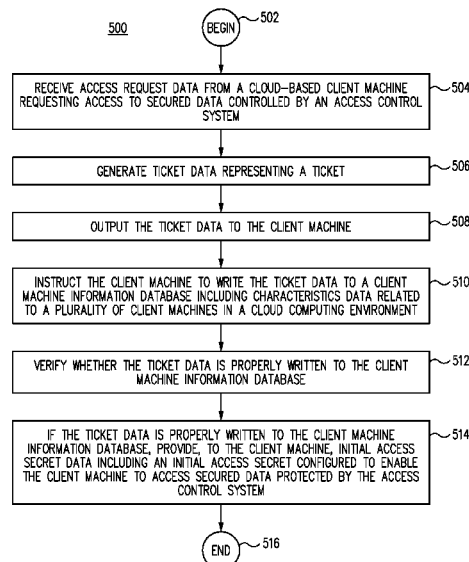 500
BEGIN
502
RECEIVE ACCESS REQUEST DATA FROM A CLOUD-BASED CLIENT MACHINE
REQUESTING ACCESS TO SECURED DATA CONTROLLED BY AN ACCESS CONTROL
SYSTEM
504
GENERATE TICKET DATA REPRESENTING A TICKET
506
OUTPUT THE TICKET DATA TO THE CLIENT MACHINE
508
INSTRUCT THE CLIENT MACHINE TO WRITE THE TICKET DATA TO A CLIENT
MACHINE INFORMATION DATABASE INCLUDING CHARACTERISTICS DATA RELATED
TO A PLURALITY OF CLIENT MACHINES IN A CLOUD COMPUTING ENVIRONMENT
510
VERIFY WHETHER THE TICKET DATA IS PROPERLY WRITTEN TO THE CLIENT
MACHINE INFORMATION DATABASE
512
IF THE TICKET DATA IS PROPERLY WRITTEN TO THE CLIENT MACHINE
INFORMATION DATABASE, PROVIDE, TO THE CLIENT MACHINE, INITIAL ACCESS
SECRET DATA INCLUDING AN INITIAL ACCESS SECRET CONFIGURED TO ENABLE
THE CLIENT MACHINE TO ACCESS SECURED DATA PROTECTED BY THE ACCESS
CONTROL SYSTEM
514
END
516